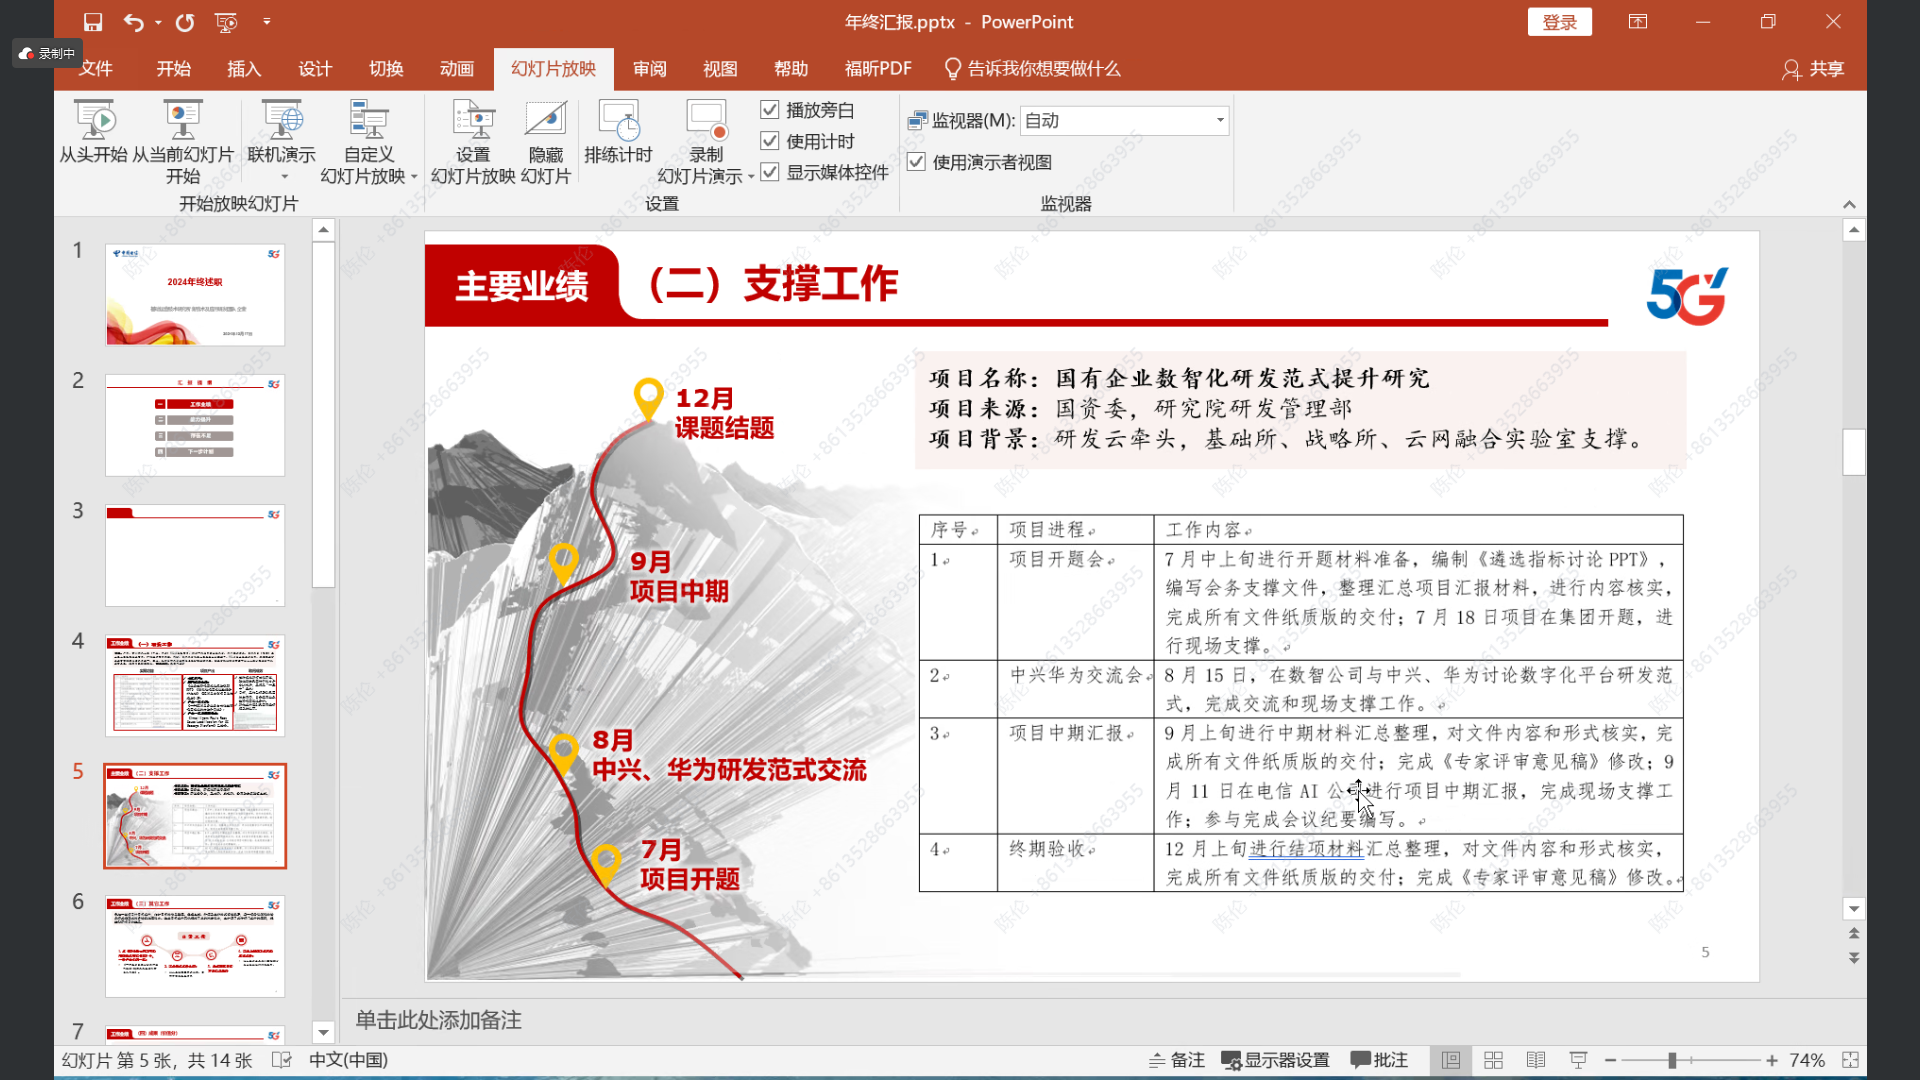 年终汇报.pptx - PowerPoint
登录
录制中
文件 开始 插入 设计 切换 动画 幻灯片放映 审阅 视图 帮助 福昕PDF 告诉我你想要做什么 共享
从头开始 从当前幻灯片开始 联机演示 自定义幻灯片放映
开始放映幻灯片
设置幻灯片放映 隐藏幻灯片 排练计时 录制幻灯片演示
播放旁白
使用计时
显示媒体控件
设置
监视器(M): 自动
使用演示者视图
监视器
1
2024年终述职
2
3
4
5
6
7
主要业绩 (二) 支撑工作
5G
12月
课题结题
9月
项目中期
8月
中兴、华为研发范式交流
7月
项目开题
项目名称：国有企业数智化研发范式提升研究
项目来源：国资委，研究院研发管理部
项目背景：研发云牵头，基础所、战略所、云网融合实验室支撑。
序号 项目进程 工作内容
1 项目开题会 7 月中上旬进行开题材料准备，编制《遴选指标讨论 PPT》，
编写会务支撑文件，整理汇总项目汇报材料，进行内容核实，
完成所有文件纸质版的交付；7 月 18 日项目在集团开题，进
行现场支撑。
2 中兴华为交流会 8 月 15 日，在数智公司与中兴、华为讨论数字化平台研发范
式，完成交流和现场支撑工作。
3 项目中期汇报 9 月上旬进行中期材料汇总整理，对文件内容和形式核实，完
成所有文件纸质版的交付；完成《专家评审意见稿》修改；9
月 11 日在电信 AI 公 进行项目中期汇报，完成现场支撑工
作；参与完成会议纪要编写。
4 终期验收 12 月上旬进行结项材料汇总整理，对文件内容和形式核实，
完成所有文件纸质版的交付；完成《专家评审意见稿》修改。
5
陈伦 +8613528663955
单击此处添加备注
幻灯片 第 5 张，共 14 张 中文(中国) 备注 显示器设置 批注 74%